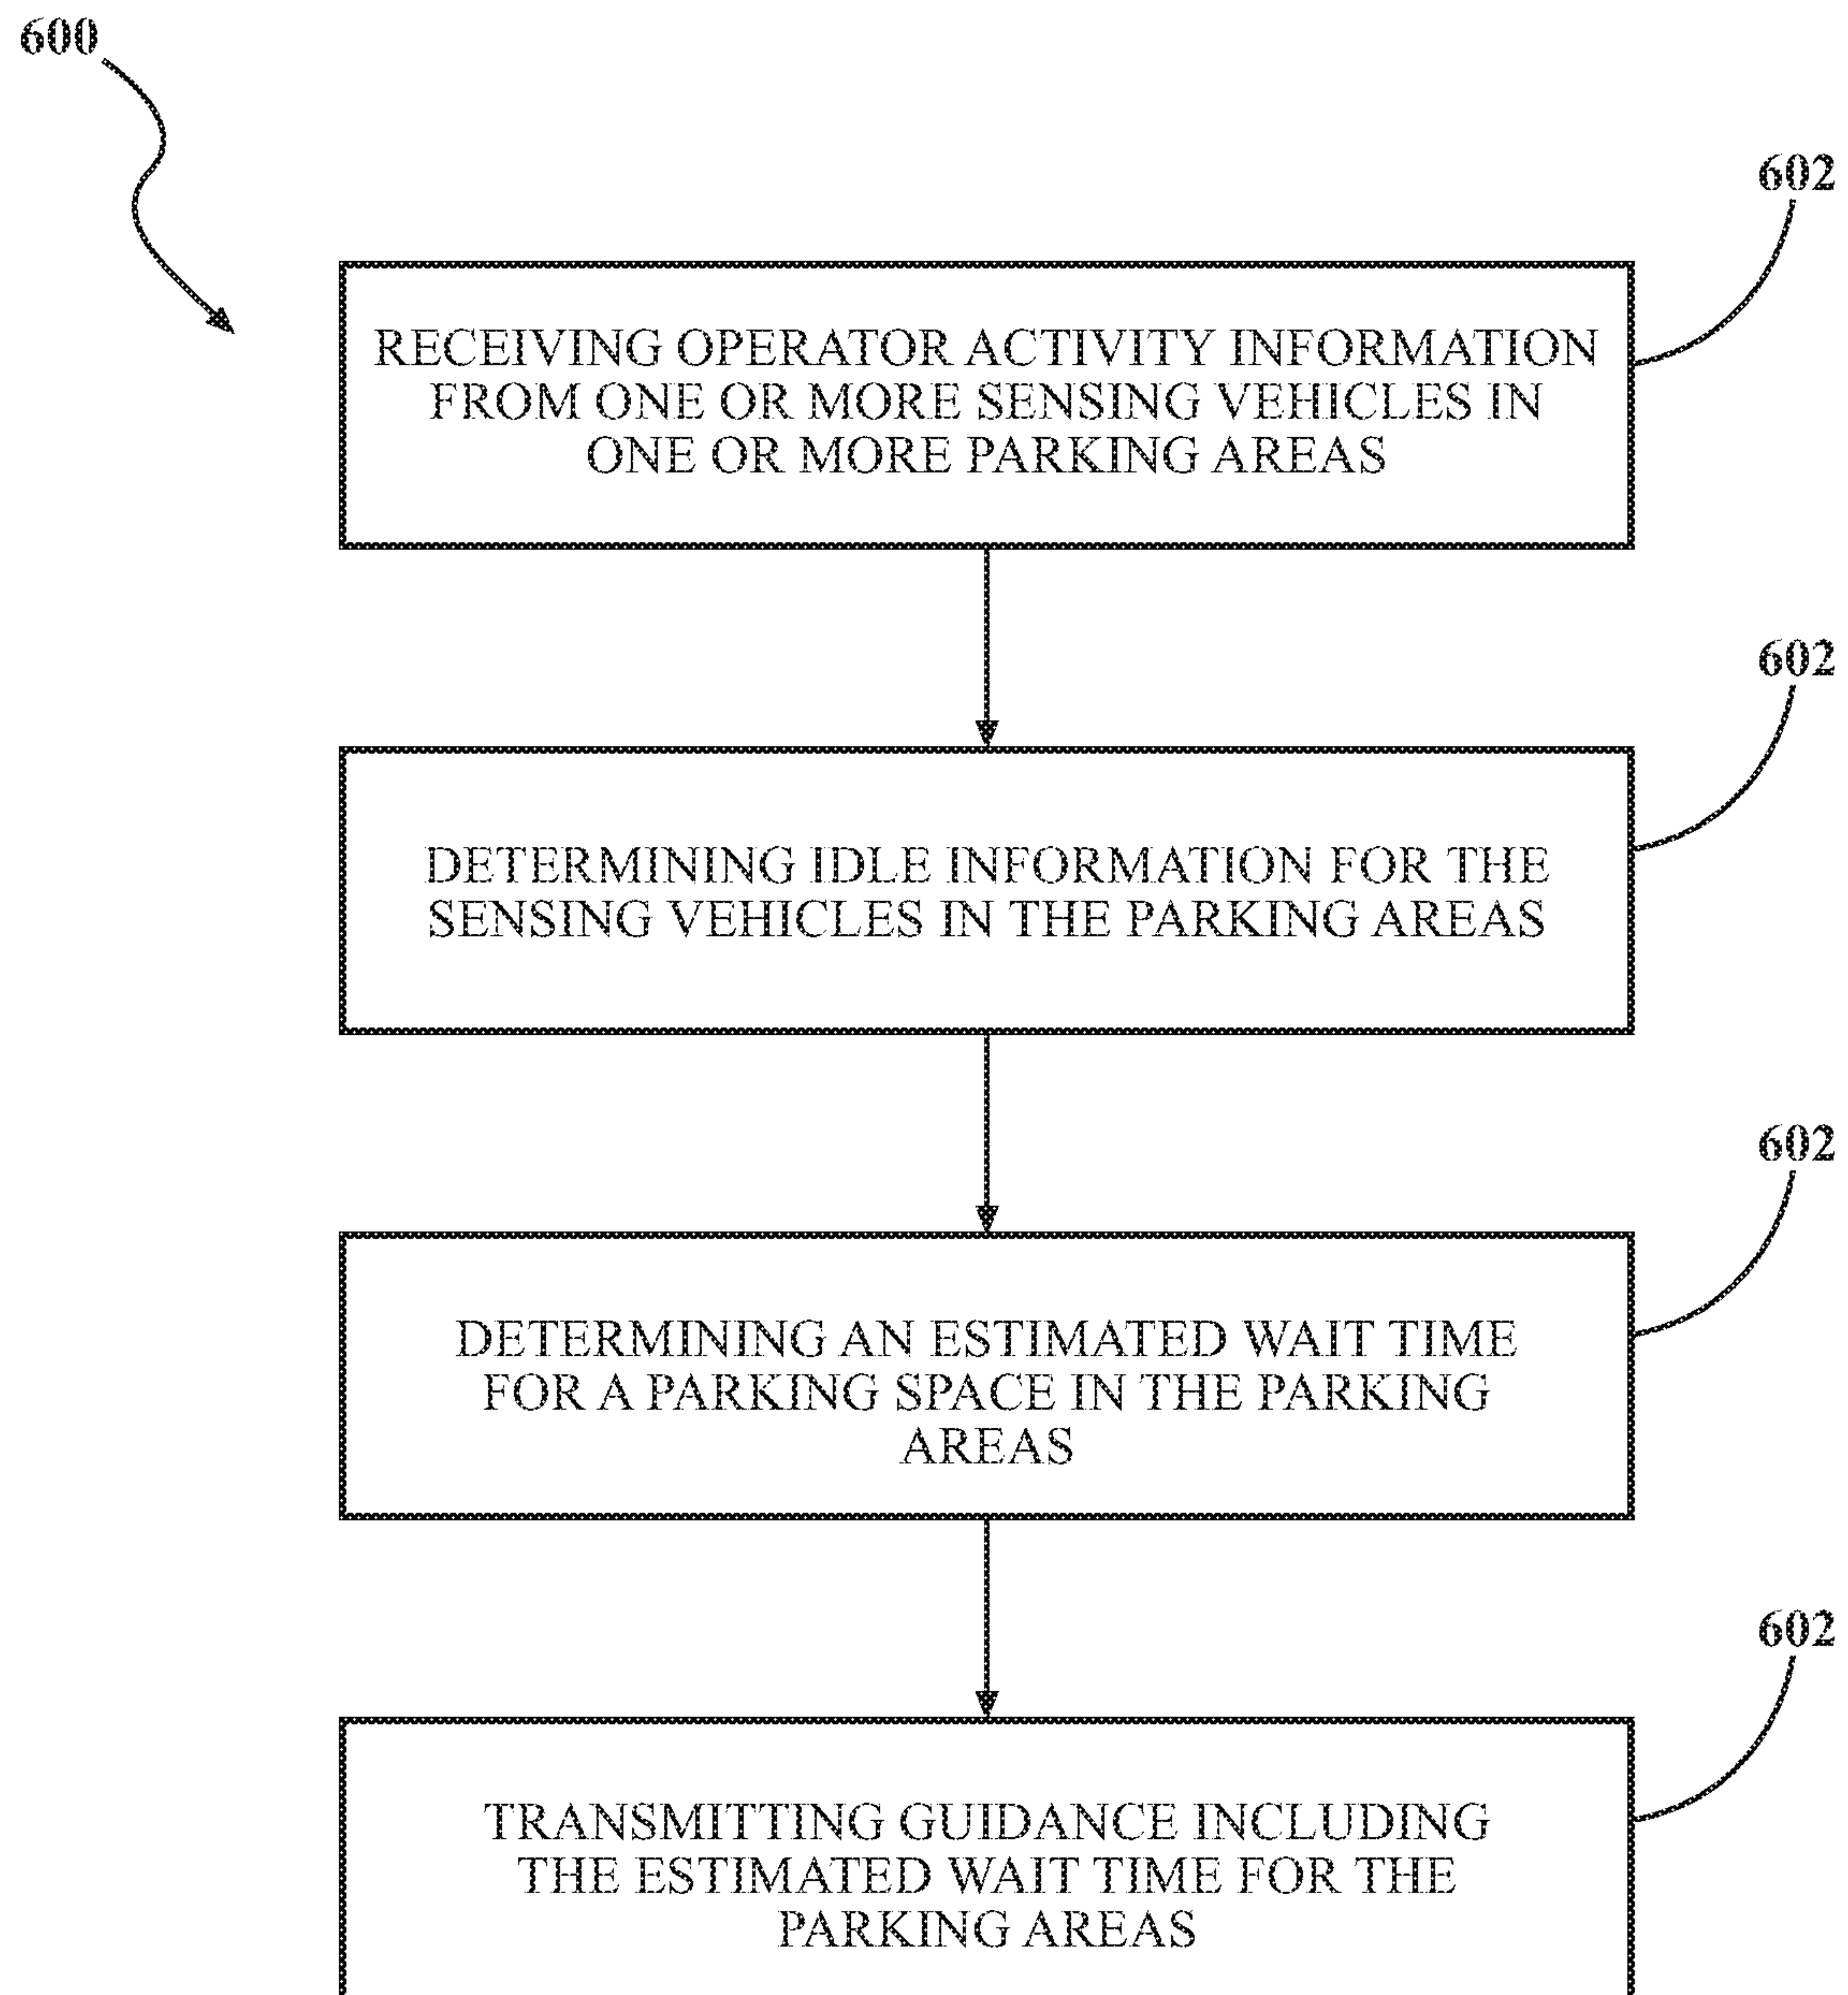 600
602
RECEIVING OPERATOR ACTIVITY INFORMATION
FROM ONE OR MORE SENSING VEHICLES IN
ONE OR MORE PARKING AREAS
602
DETERMINING IDLE INFORMATION FOR THE
SENSING VEHICLES IN THE PARKING AREAS
602
DETERMINING AN ESTIMATED WAIT TIME
FOR A PARKING SPACE IN THE PARKING
AREAS
602
TRANSMITTING GUIDANCE INCLUDING
THE ESTIMATED WAIT TIME FOR THE
PARKING AREAS